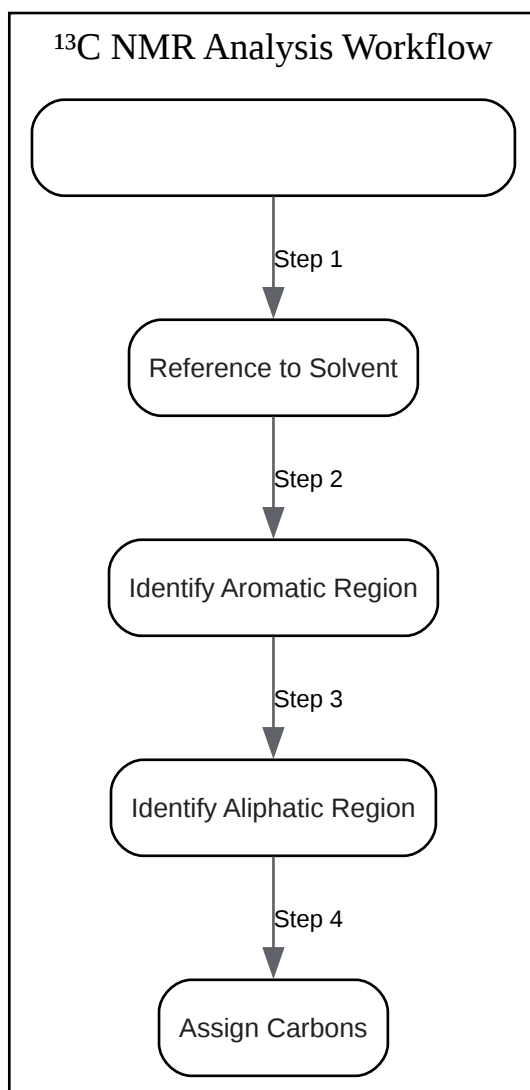 ¹³C NMR Analysis Workflow
Step 1
Reference to Solvent
Step 2
Identify Aromatic Region
Step 3
Identify Aliphatic Region
Step 4
Assign Carbons